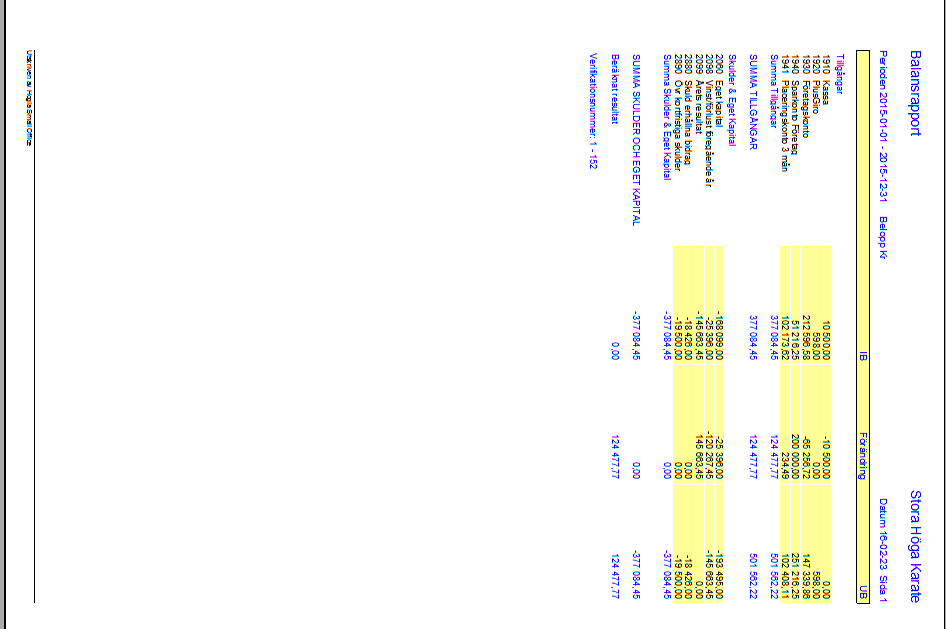 Balansrapport Stora Höga Karate
Perioden 2015-01-01 - 2015-12-31 Belopp Kr Datum 16-02-23 Sida 1
IB Förändring UB
Tillgångar
1910 Kassa 10 500,00 -10 500,00 0,00
1920 PlusGiro 598,00 0,00 598,00
1930 Företagskonto 212 596,58 -65 256,72 147 339,86
1940 Sparkonto Företag 51 216,25 200 000,00 251 216,25
1941 Placeringskonto 3 mån 102 173,62 234,49 102 408,11
Summa Tillgångar 377 084,45 124 477,77 501 562,22
SUMMA TILLGÅNGAR 377 084,45 124 477,77 501 562,22
Skulder & Eget Kapital
2060 Eget kapital -168 099,00 -25 396,00 -193 495,00
2098 Vinst/förlust föregående år -25 396,00 -120 267,45 -145 663,45
2099 Årets resultat -145 663,45 145 663,45 0,00
2880 Skuld erhållna bidrag -18 426,00 0,00 -18 426,00
2890 Övr kortfristiga skulder -19 500,00 0,00 -19 500,00
Summa Skulder & Eget Kapital -377 084,45 0,00 -377 084,45
SUMMA SKULDER OCH EGET KAPITAL -377 084,45 0,00 -377 084,45
Beräknat resultat 0,00 124 477,77 124 477,77
Verifikationsnummer: 1 - 152
Utskriven av Hogia Small Office